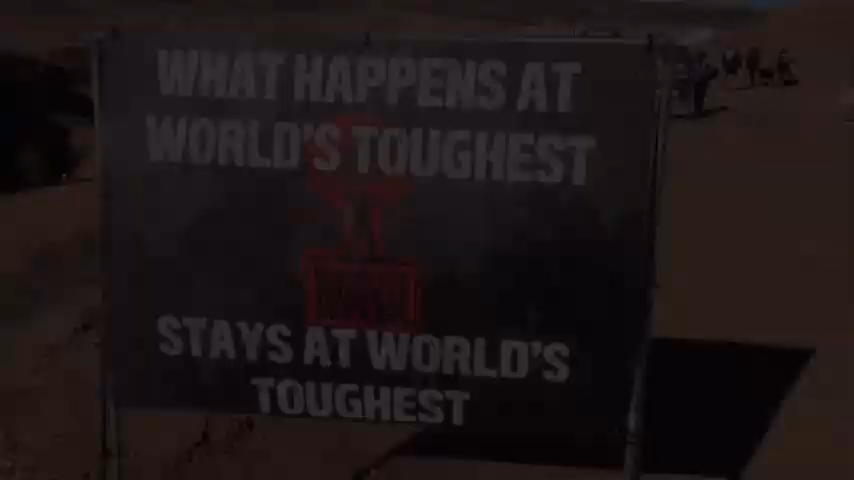 WHAT HAPPENS AT
WORLD'S TOUGHEST
STAYS AT WORLD'S
TOUGHEST